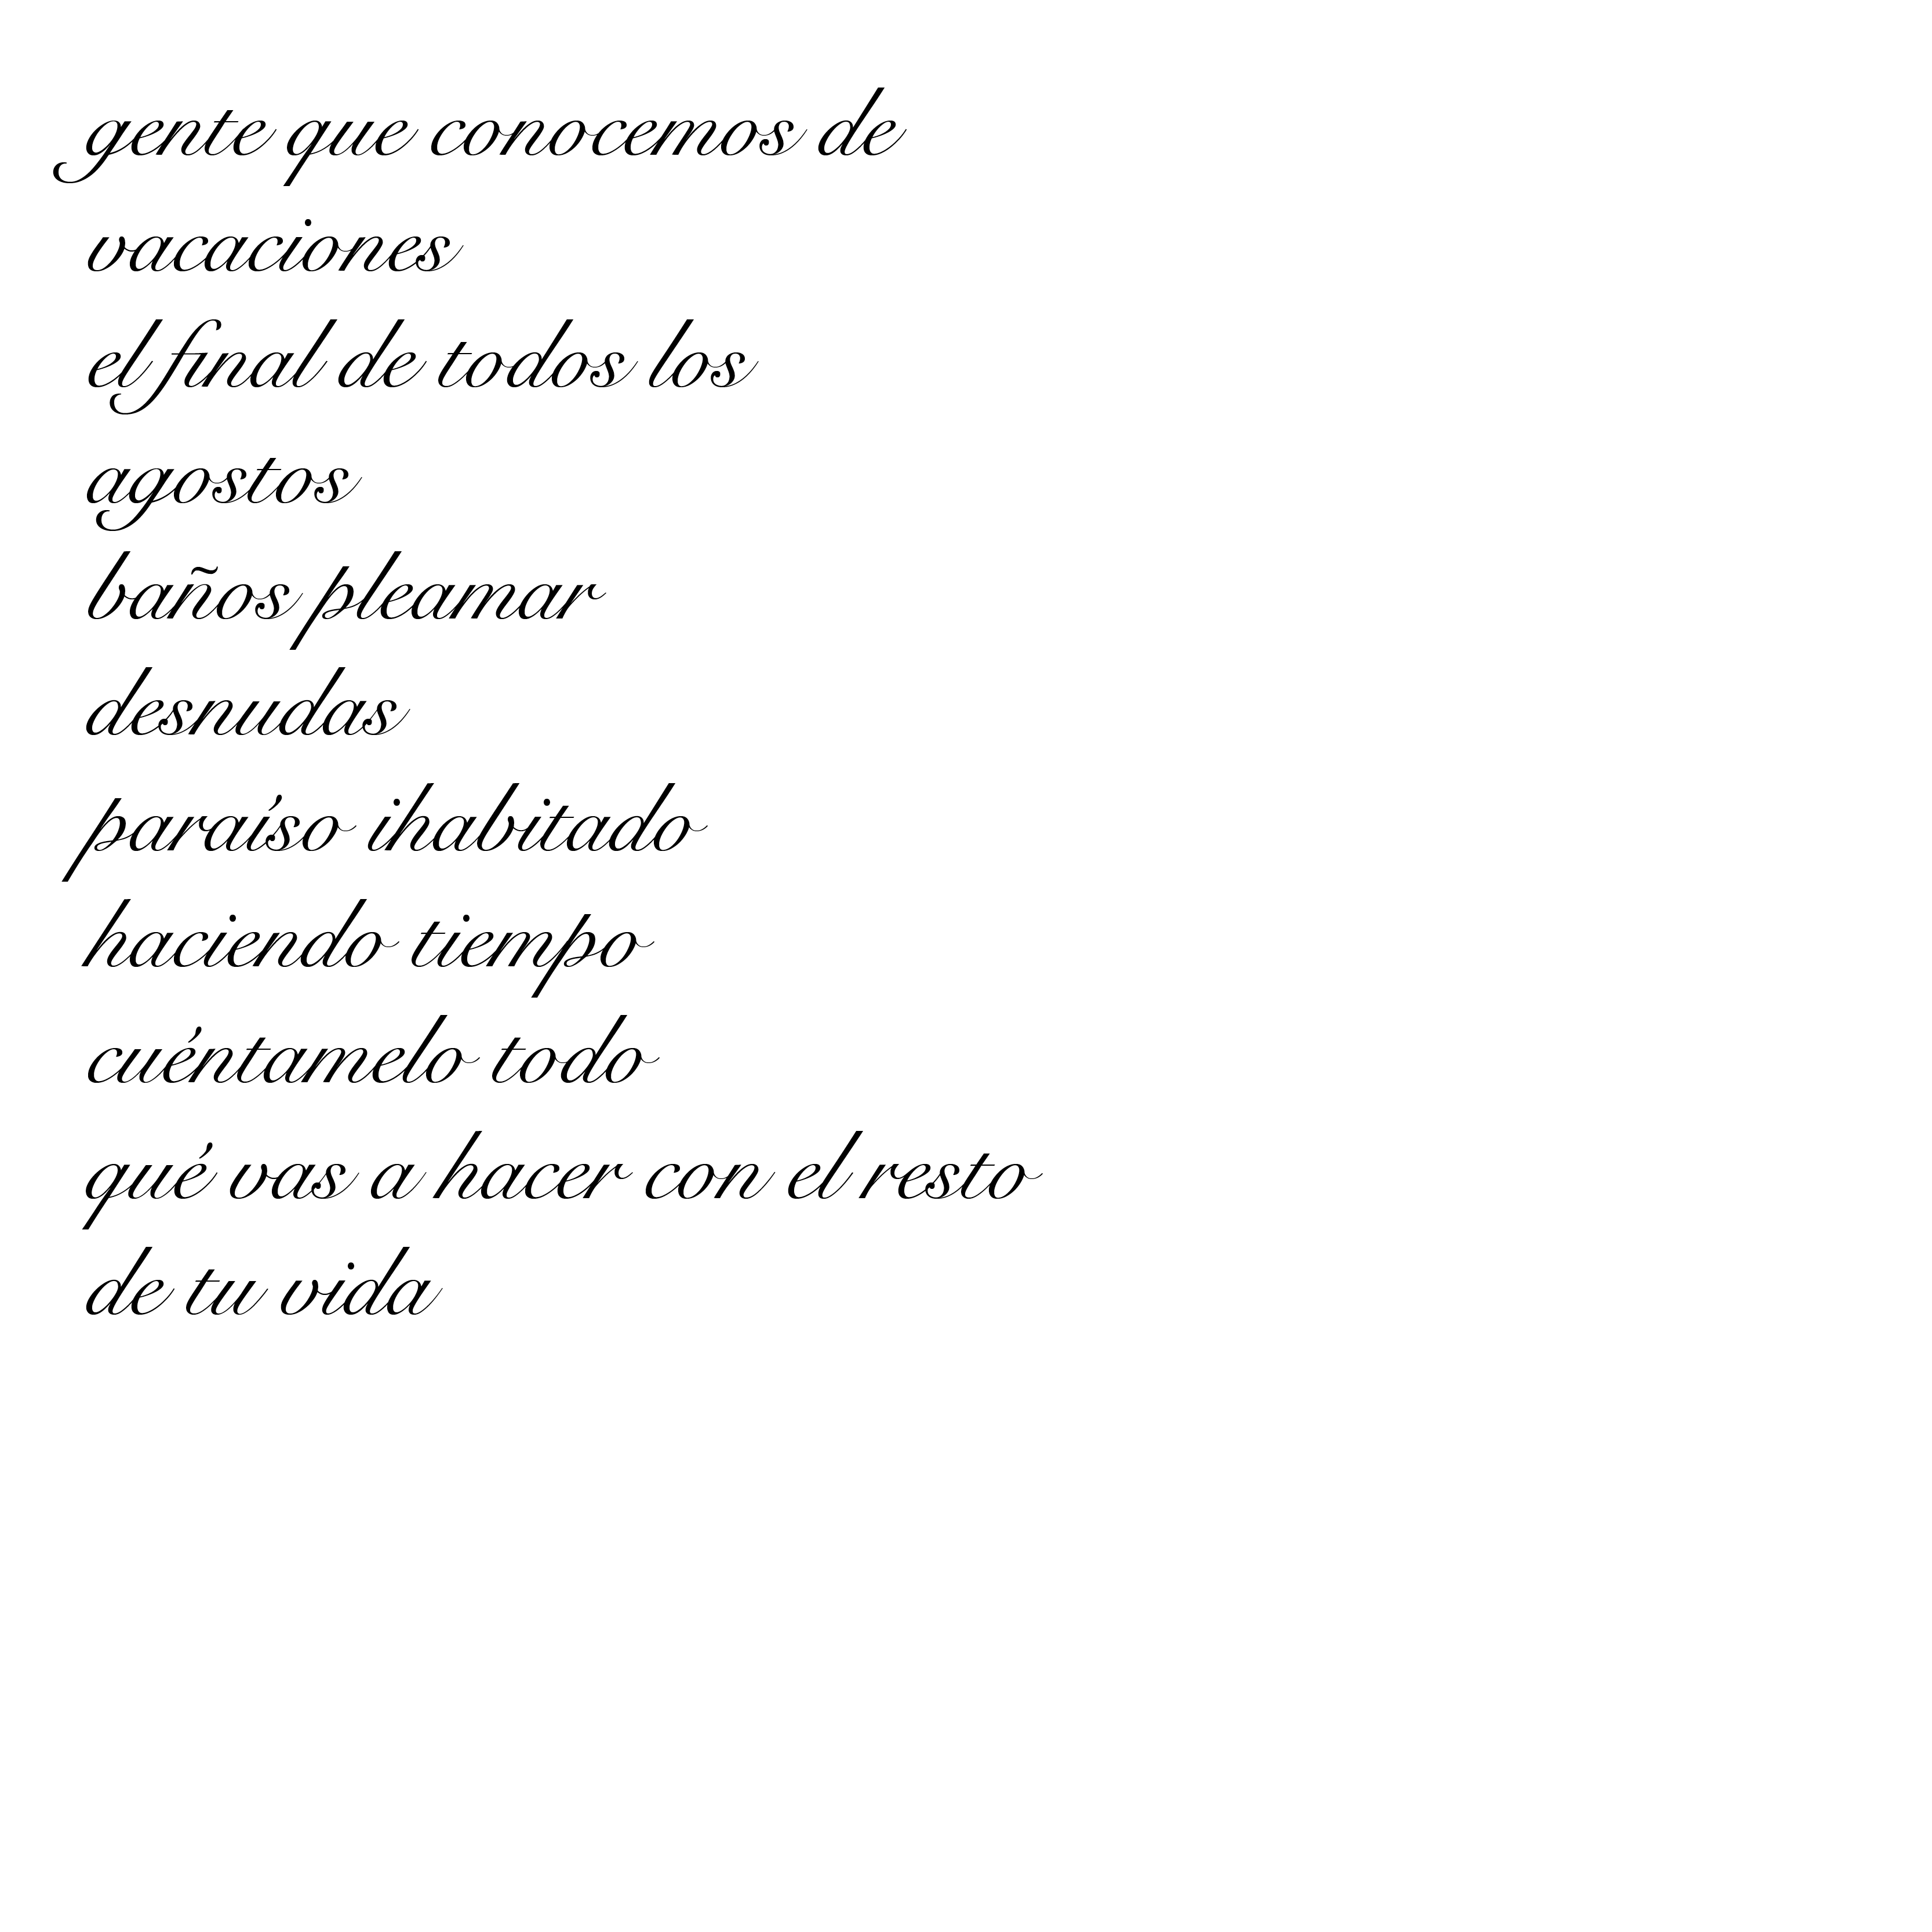 gente que conocemos de
vacaciones
el final de todos los
agostos
baños pleamar
desnudas
paraíso ihabitado
haciendo tiempo
cuéntamelo todo
qué vas a hacer con el resto
de tu vida